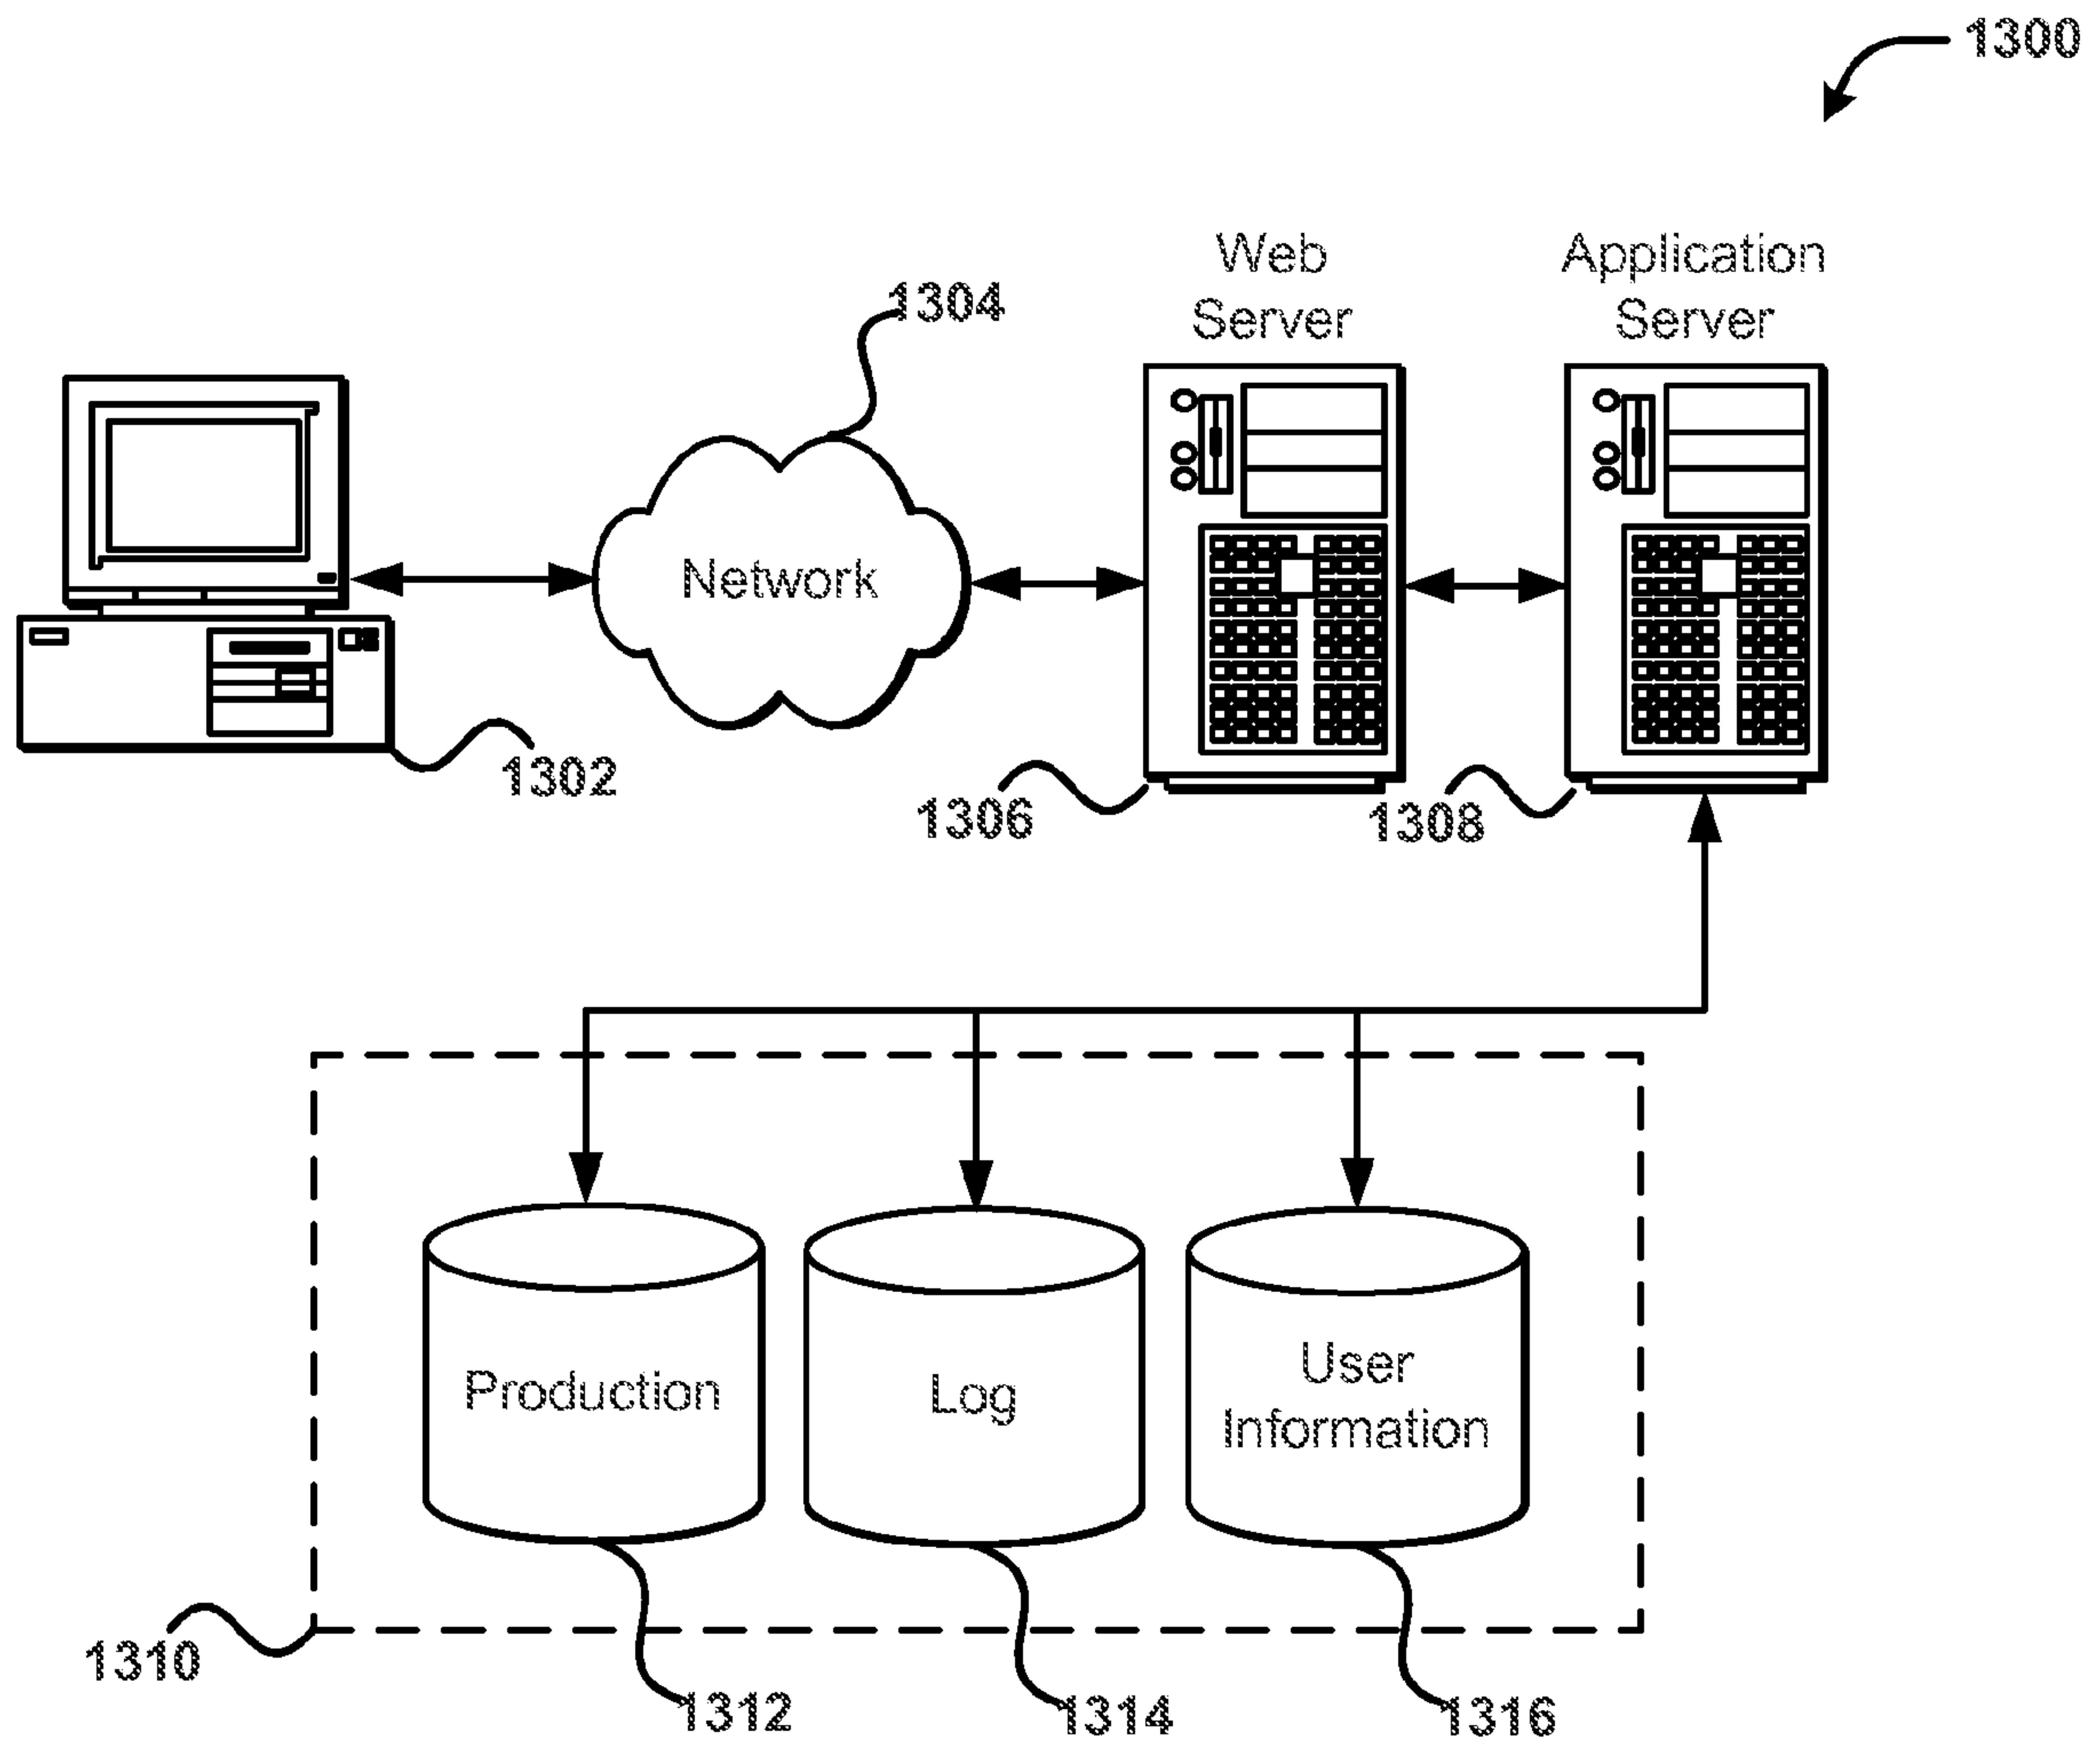 1300
Web
Server
Application
Server
1304
Network
1302
1306
1308
Production
Log
User
Information
1310
1312
1314
1316